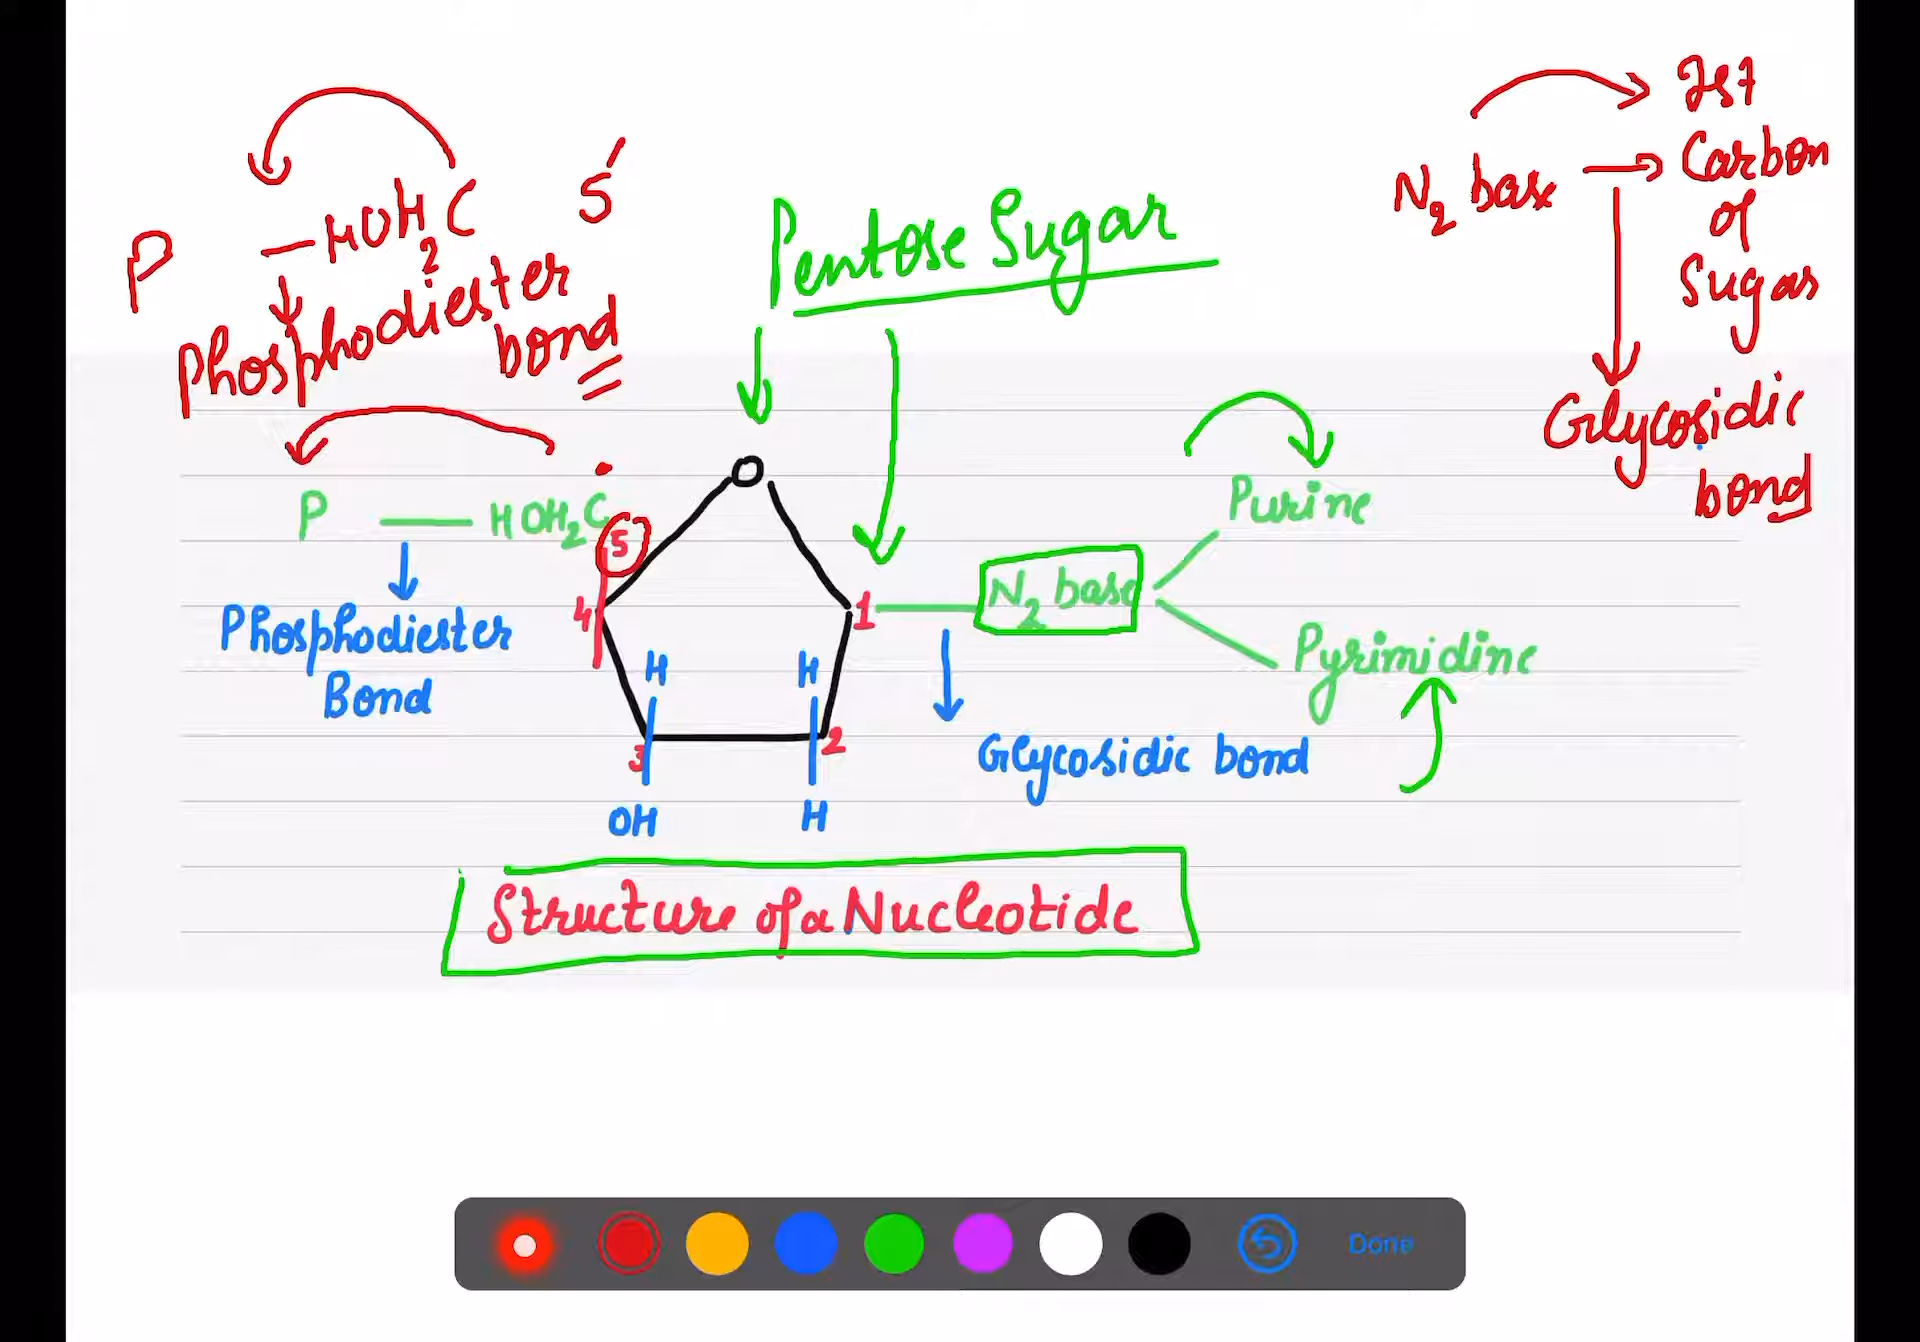 P — HOH₂C 5'
Phosphodiester
bond
Pentose Sugar
N₂ base → 1st
Carbon
of
Sugar
Glycosidic
bond
O
P — HOH₂C
5
4
1
N₂ base
Purine
Pyrimidine
Phosphodiester
Bond
H H
3 2
Glycosidic bond
OH H
Structure of a Nucleotide
Done